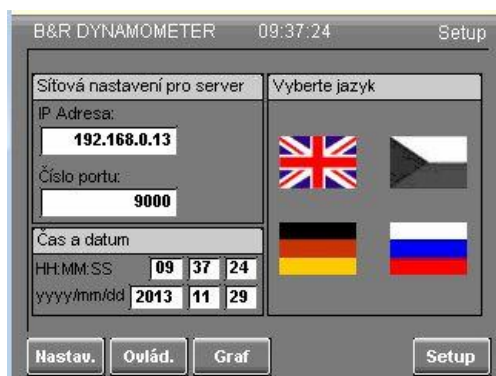 B&R DYNAMOMETER 09:37:24 Setup
Síťová nastavení pro server
IP Adresa:
192.168.0.13
Číslo portu:
9000
Čas a datum
HH:MM:SS 09 37 24
yyyy/mm/dd 2013 11 29
Vyberte jazyk
Nastav. Ovlád. Graf Setup